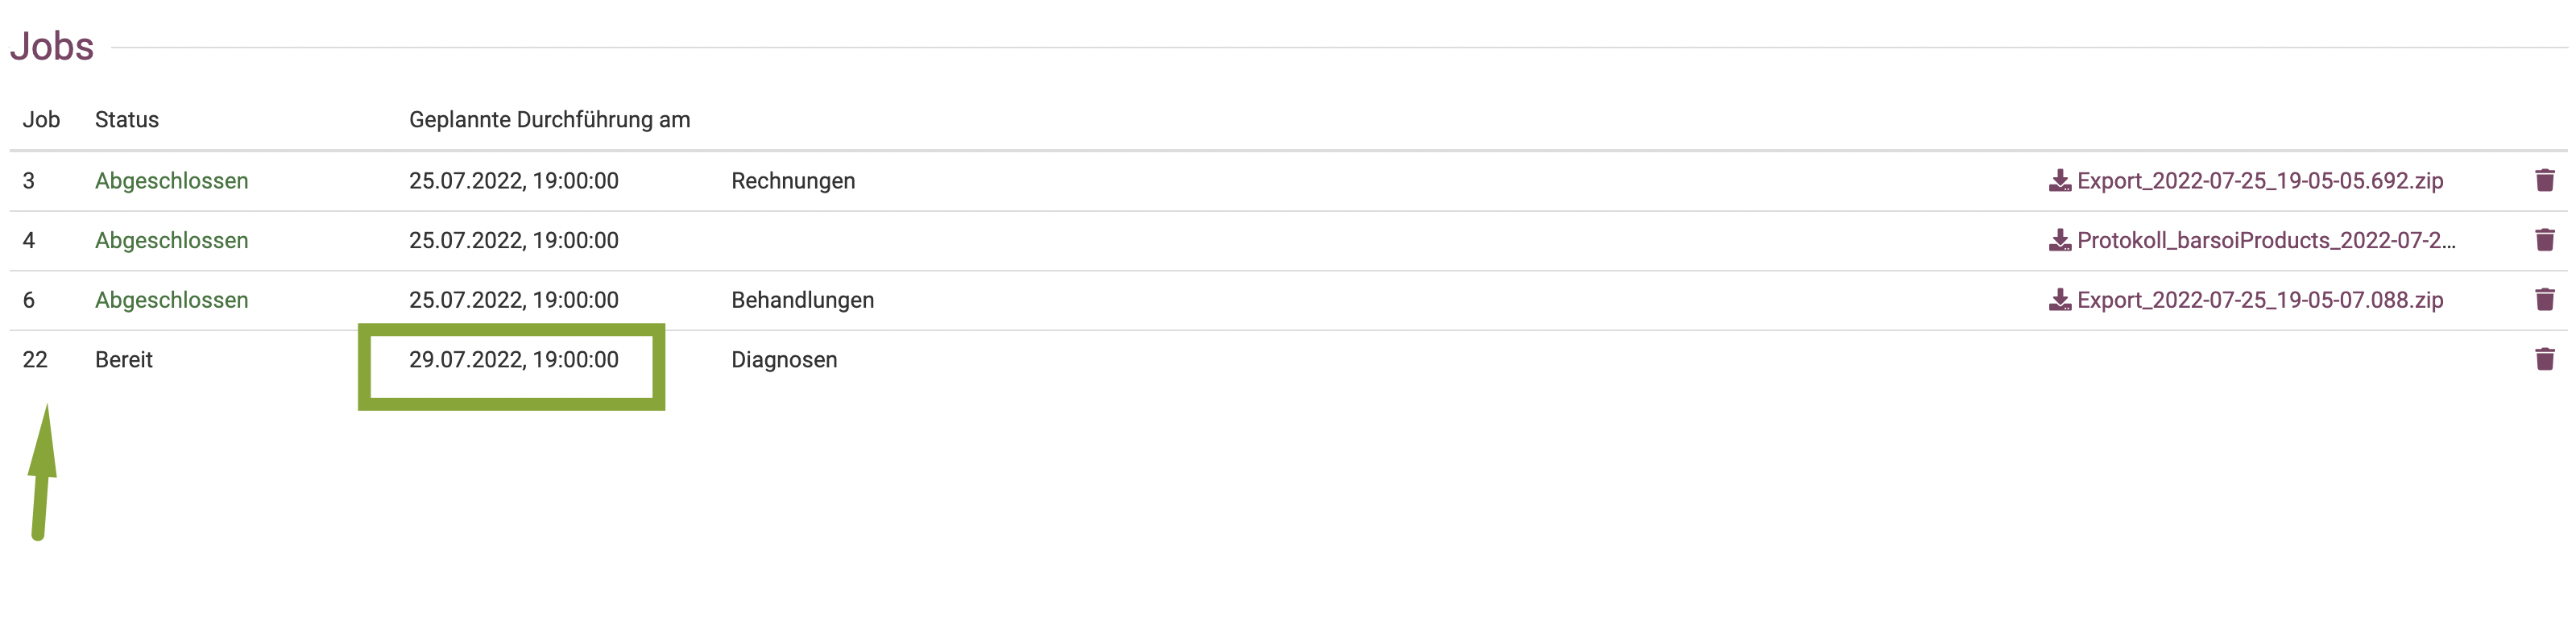 Jobs
Job Status Geplannte Durchführung am
3 Abgeschlossen 25.07.2022, 19:00:00 Rechnungen Export_2022-07-25_19-05-05.692.zip
4 Abgeschlossen 25.07.2022, 19:00:00 Protokoll_barsoiProducts_2022-07-2...
6 Abgeschlossen 25.07.2022, 19:00:00 Behandlungen Export_2022-07-25_19-05-07.088.zip
22 Bereit 29.07.2022, 19:00:00 Diagnosen